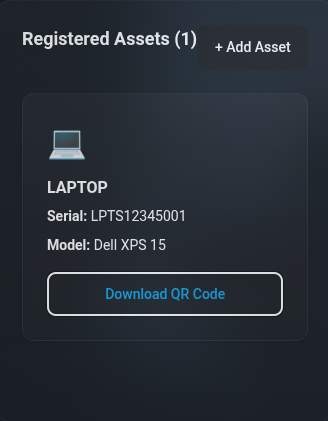 Registered Assets (1)
+ Add Asset
LAPTOP
Serial: LPTS12345001
Model: Dell XPS 15
Download QR Code